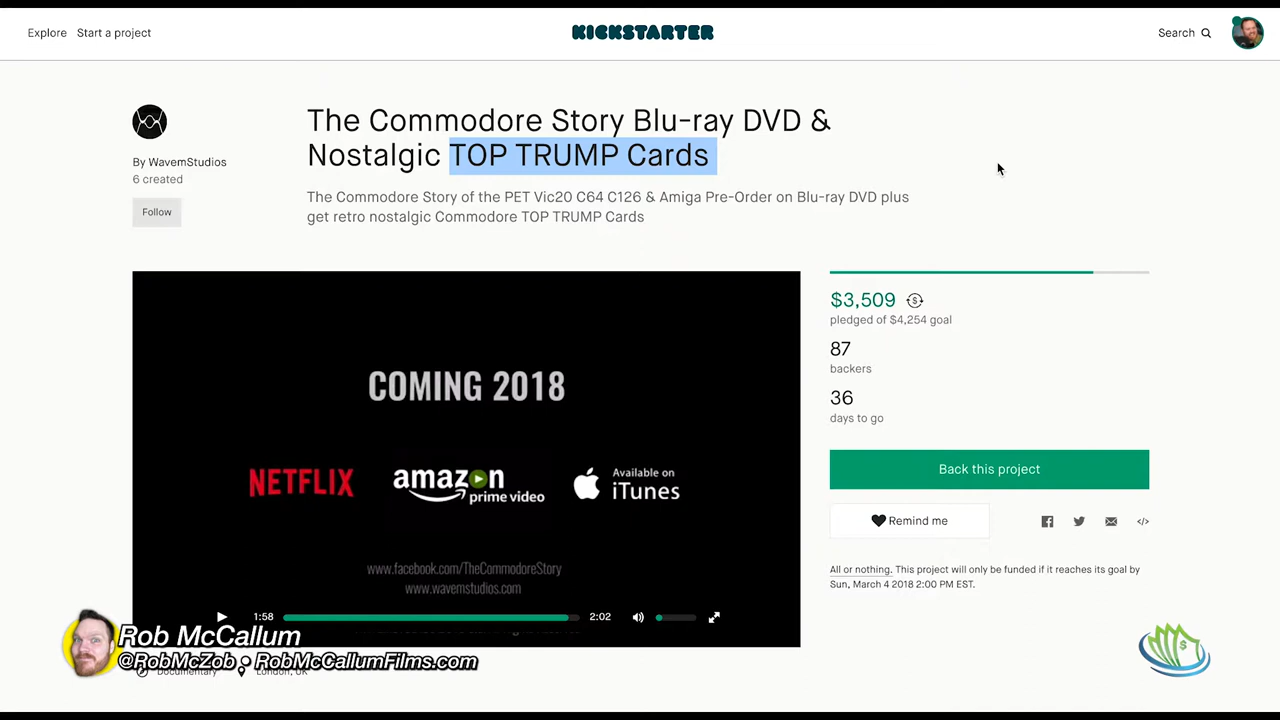 Explore Start a project KICKSTARTER Search
The Commodore Story Blu-ray DVD &
Nostalgic TOP TRUMP Cards
By WavemStudios
6 created
Follow
The Commodore Story of the PET Vic20 C64 C126 & Amiga Pre-Order on Blu-ray DVD plus
get retro nostalgic Commodore TOP TRUMP Cards
COMING 2018
NETFLIX amazon prime video Available on iTunes
www.facebook.com/TheCommodoreStory
www.wavemstudios.com
1:58 2:02
$3,509
pledged of $4,254 goal
87
backers
36
days to go
Back this project
Remind me
</>
All or nothing. This project will only be funded if it reaches its goal by
Sun, March 4 2018 2:00 PM EST.
Rob McCallum
@RobMcZob • RobMcCallumFilms.com
Documentary London, UK